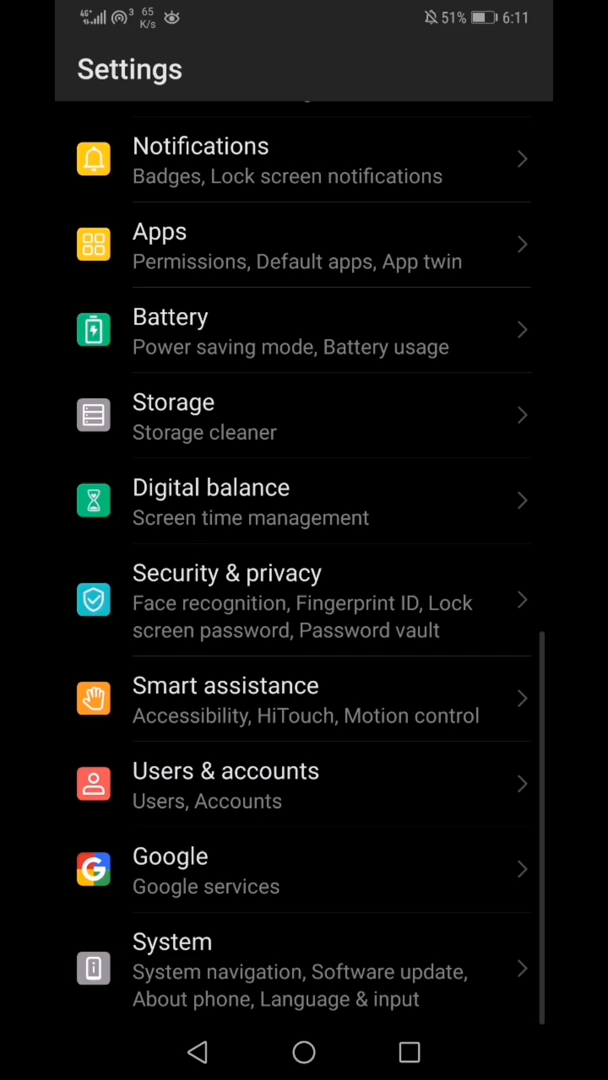 4G+ 3 65 K/s 51% 6:11
Settings
Notifications
Badges, Lock screen notifications
Apps
Permissions, Default apps, App twin
Battery
Power saving mode, Battery usage
Storage
Storage cleaner
Digital balance
Screen time management
Security & privacy
Face recognition, Fingerprint ID, Lock
screen password, Password vault
Smart assistance
Accessibility, HiTouch, Motion control
Users & accounts
Users, Accounts
Google
Google services
System
System navigation, Software update,
About phone, Language & input